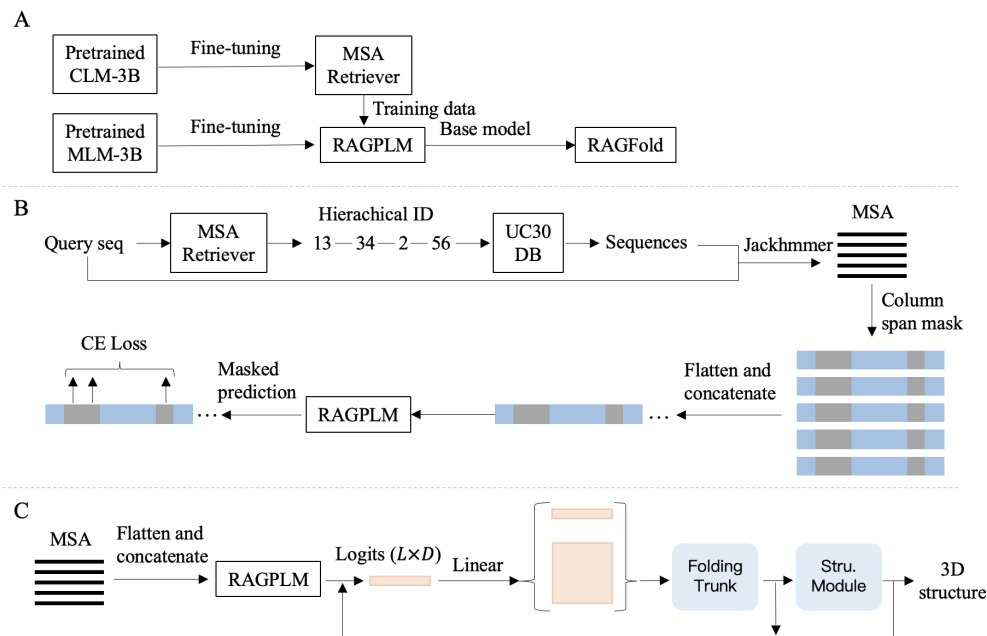 A
Pretrained
CLM-3B
Fine-tuning
MSA
Retriever
Training data
Pretrained
MLM-3B
Fine-tuning
RAGPLM
Base model
RAGFold
B
Query seq
MSA
Retriever
Hierachical ID
13 — 34 — 2 — 56
UC30
DB
Sequences
Jackhmmer
MSA
Column
span mask
CE Loss
Masked
prediction
RAGPLM
Flatten and
concatenate
C
MSA
Flatten and
concatenate
RAGPLM
Logits (L×D)
Linear
Folding
Trunk
Stru.
Module
3D
structure